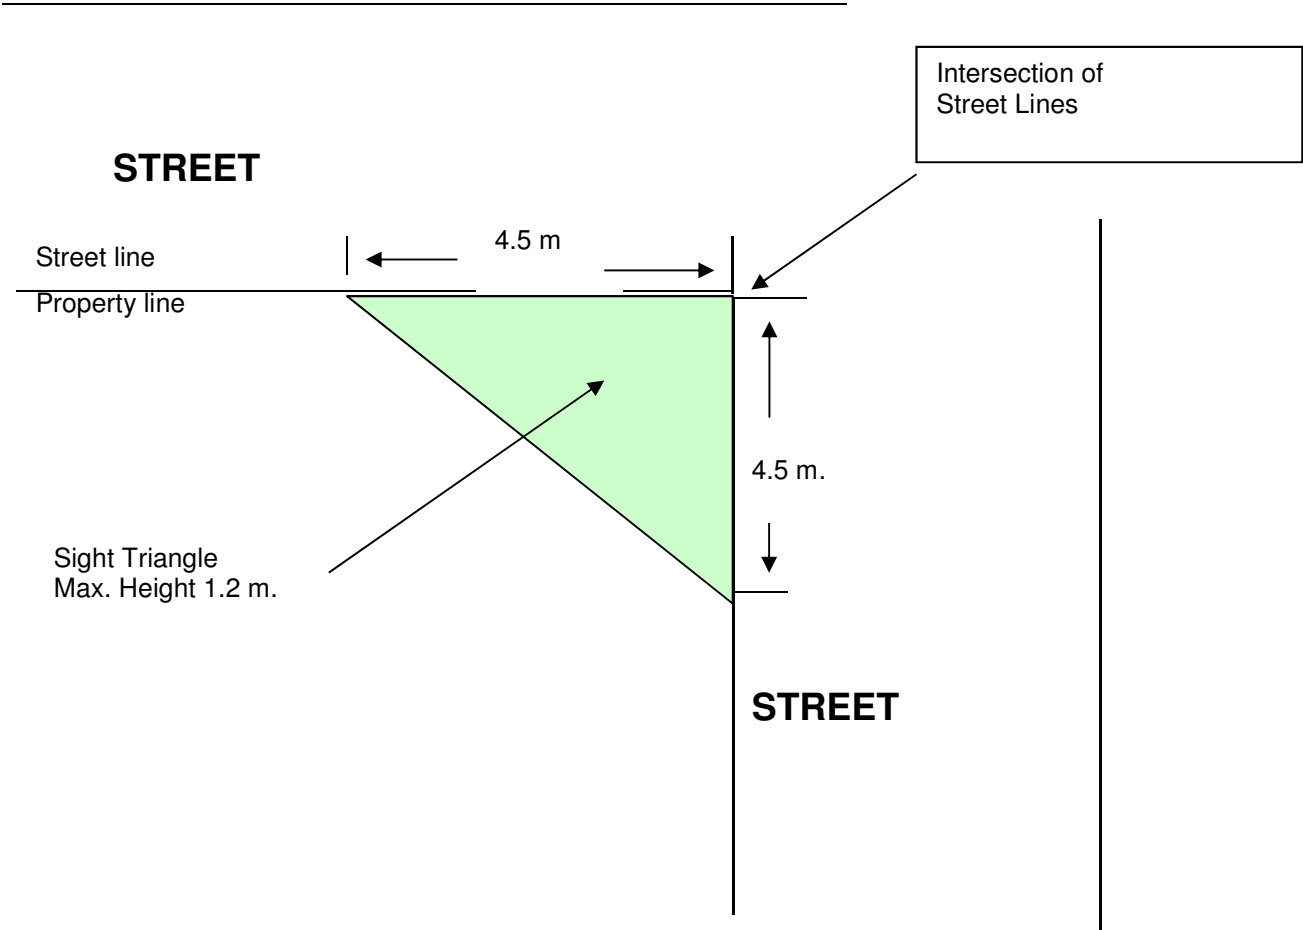 Intersection of
Street Lines
STREET
4.5 m
Street line
Property line
4.5 m.
Sight Triangle
Max. Height 1.2 m.
STREET